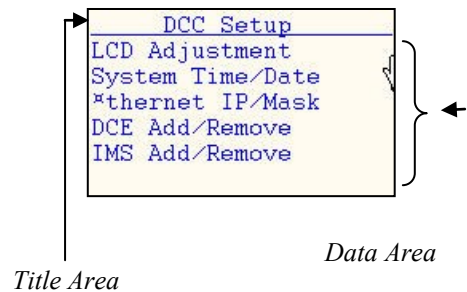 DCC Setup
LCD Adjustment
System Time/Date
¤thernet IP/Mask
DCE Add/Remove
IMS Add/Remove
Data Area
Title Area